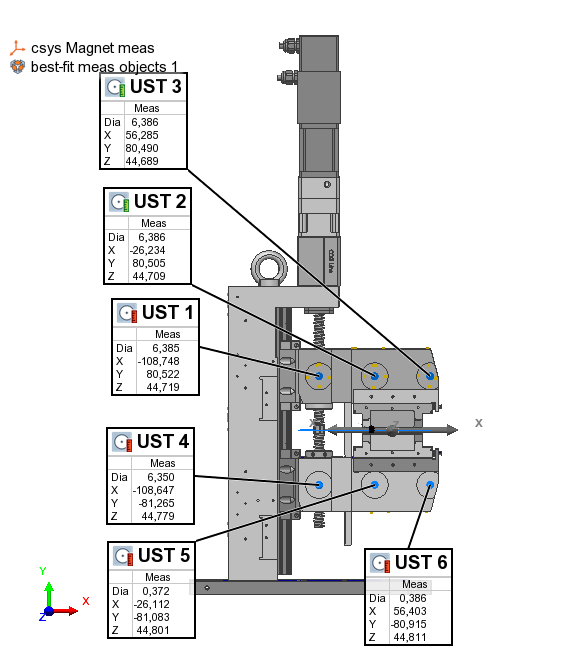 csys Magnet meas
best-fit meas objects 1
UST 3
Meas
Dia 6,386
X 56,285
Y 80,490
Z 44,689
UST 2
Meas
Dia 6,386
X -26,234
Y 80,505
Z 44,709
UST 1
Meas
Dia 6,385
X -108,748
Y 80,522
Z 44,719
X X
Z
UST 4
Meas
Dia 6,350
X -108,647
Y -81,265
Z 44,779
UST 5
Meas
Dia 0,372
X -26,112
Y -81,083
Z 44,801
UST 6
Meas
Dia 0,386
X 56,403
Y -80,915
Z 44,811
Y
X
Z